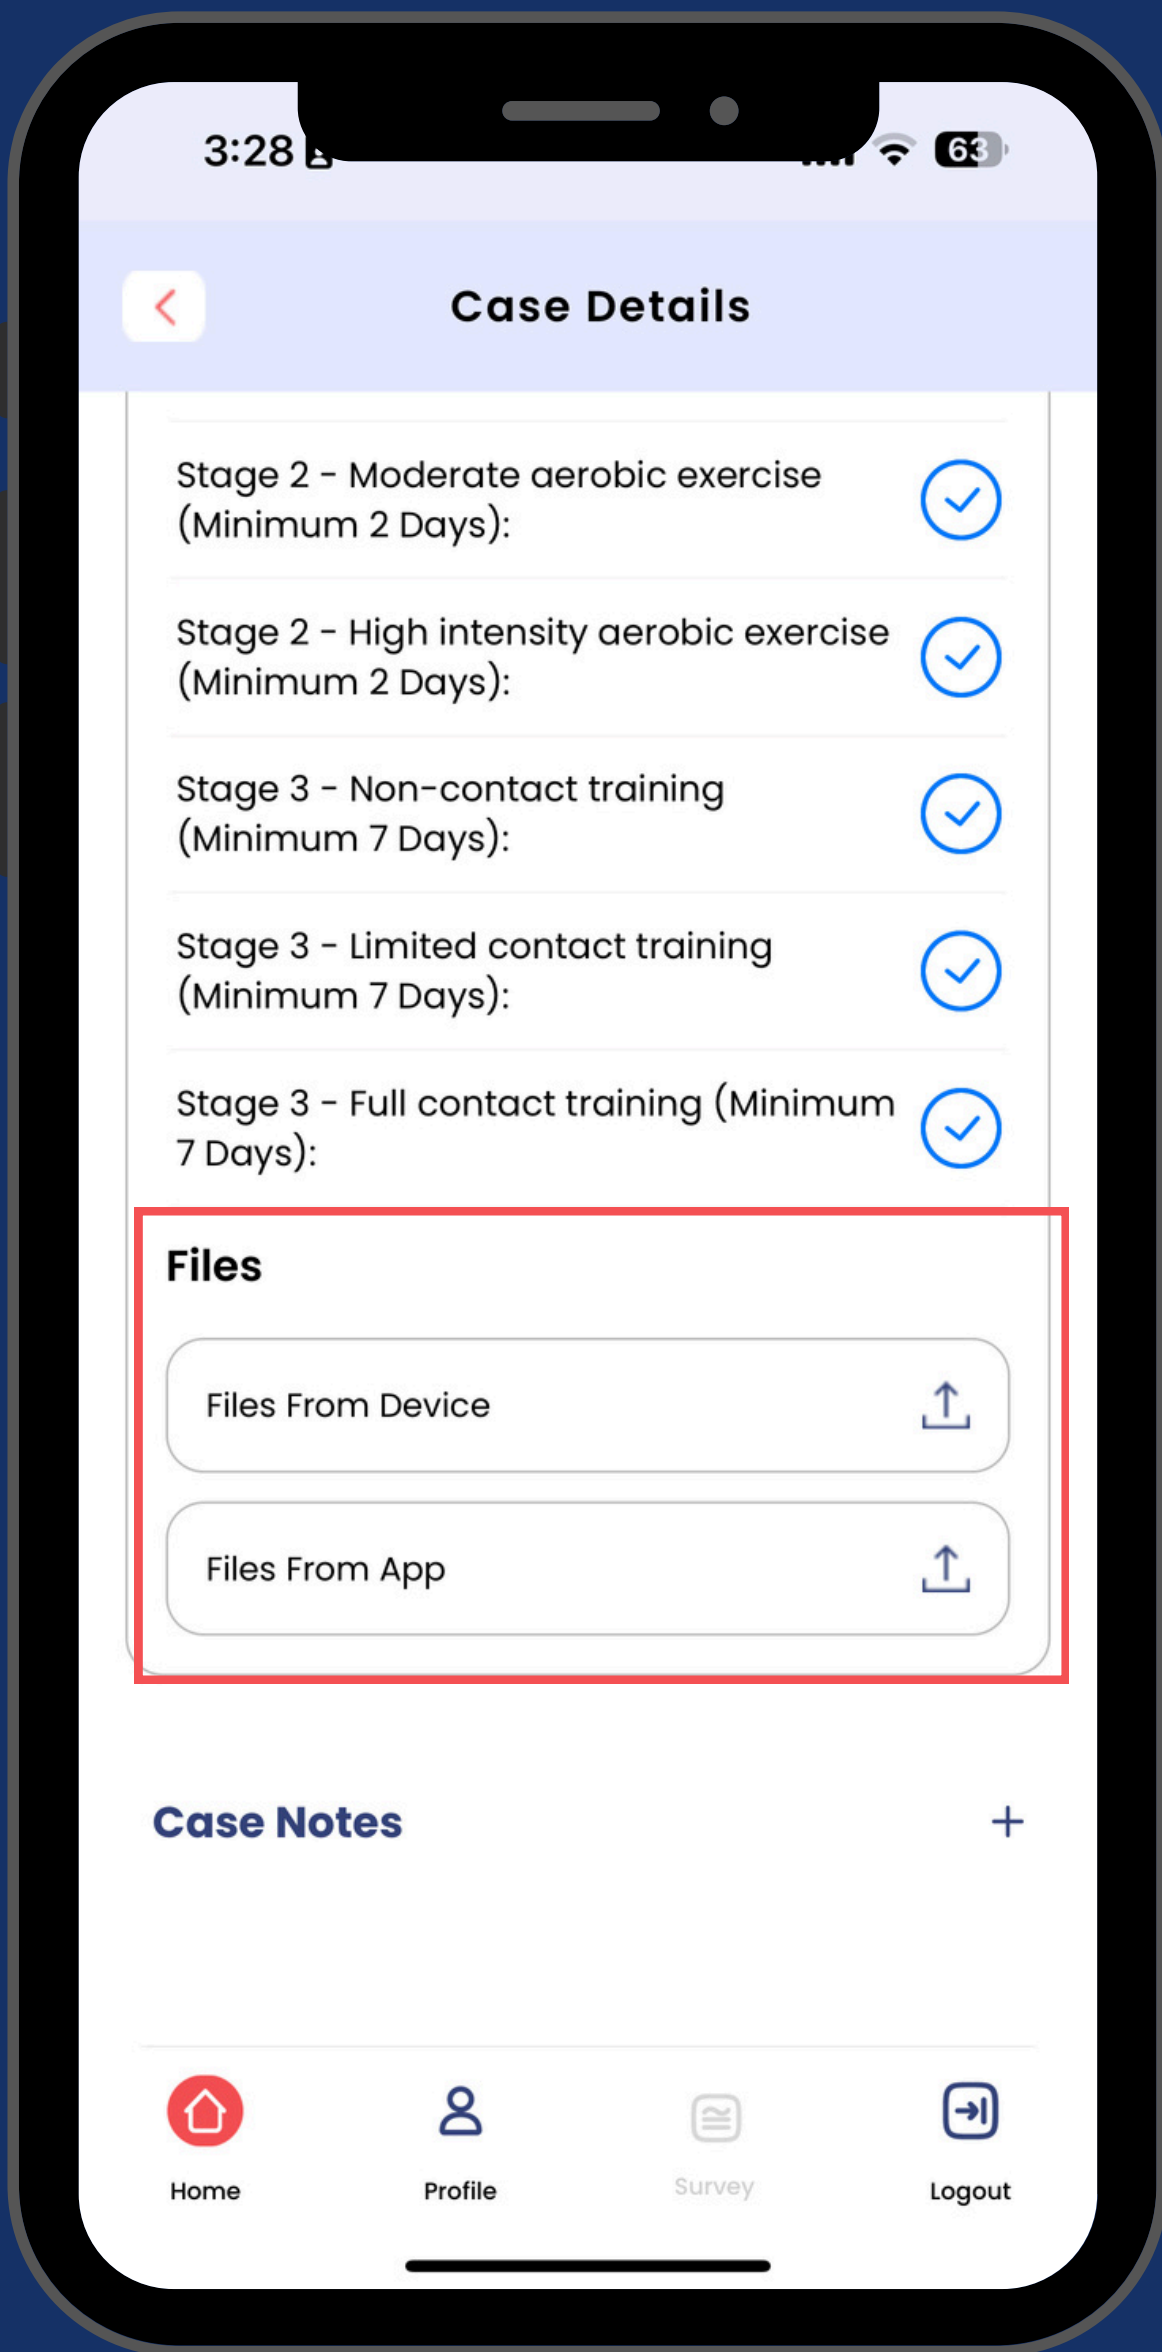 3:28
63
Case Details
Stage 2 - Moderate aerobic exercise
(Minimum 2 Days):
Stage 2 - High intensity aerobic exercise
(Minimum 2 Days):
Stage 3 - Non-contact training
(Minimum 7 Days):
Stage 3 - Limited contact training
(Minimum 7 Days):
Stage 3 - Full contact training (Minimum
7 Days):
Files
Files From Device
Files From App
Case Notes
Home
Profile
Survey
Logout